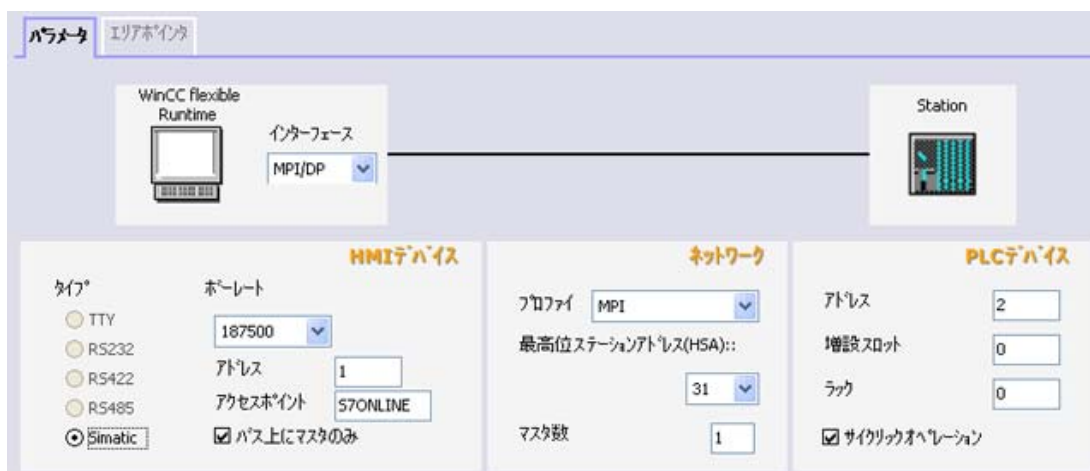 パラメータ エリアポインタ
WinCC flexible
Runtime
インターフェース
MPI/DP
Station
HMIデバイス
タイプ
TTY
RS232
RS422
RS485
Simatic
ボーレート
187500
アドレス 1
アクセスポイント S7ONLINE
バス上にマスタのみ
ネットワーク
プロファイ MPI
最高位ステーションアドレス(HSA)::
31
マスタ数 1
PLCデバイス
アドレス 2
増設スロット 0
ラック 0
サイクリックオペレーション